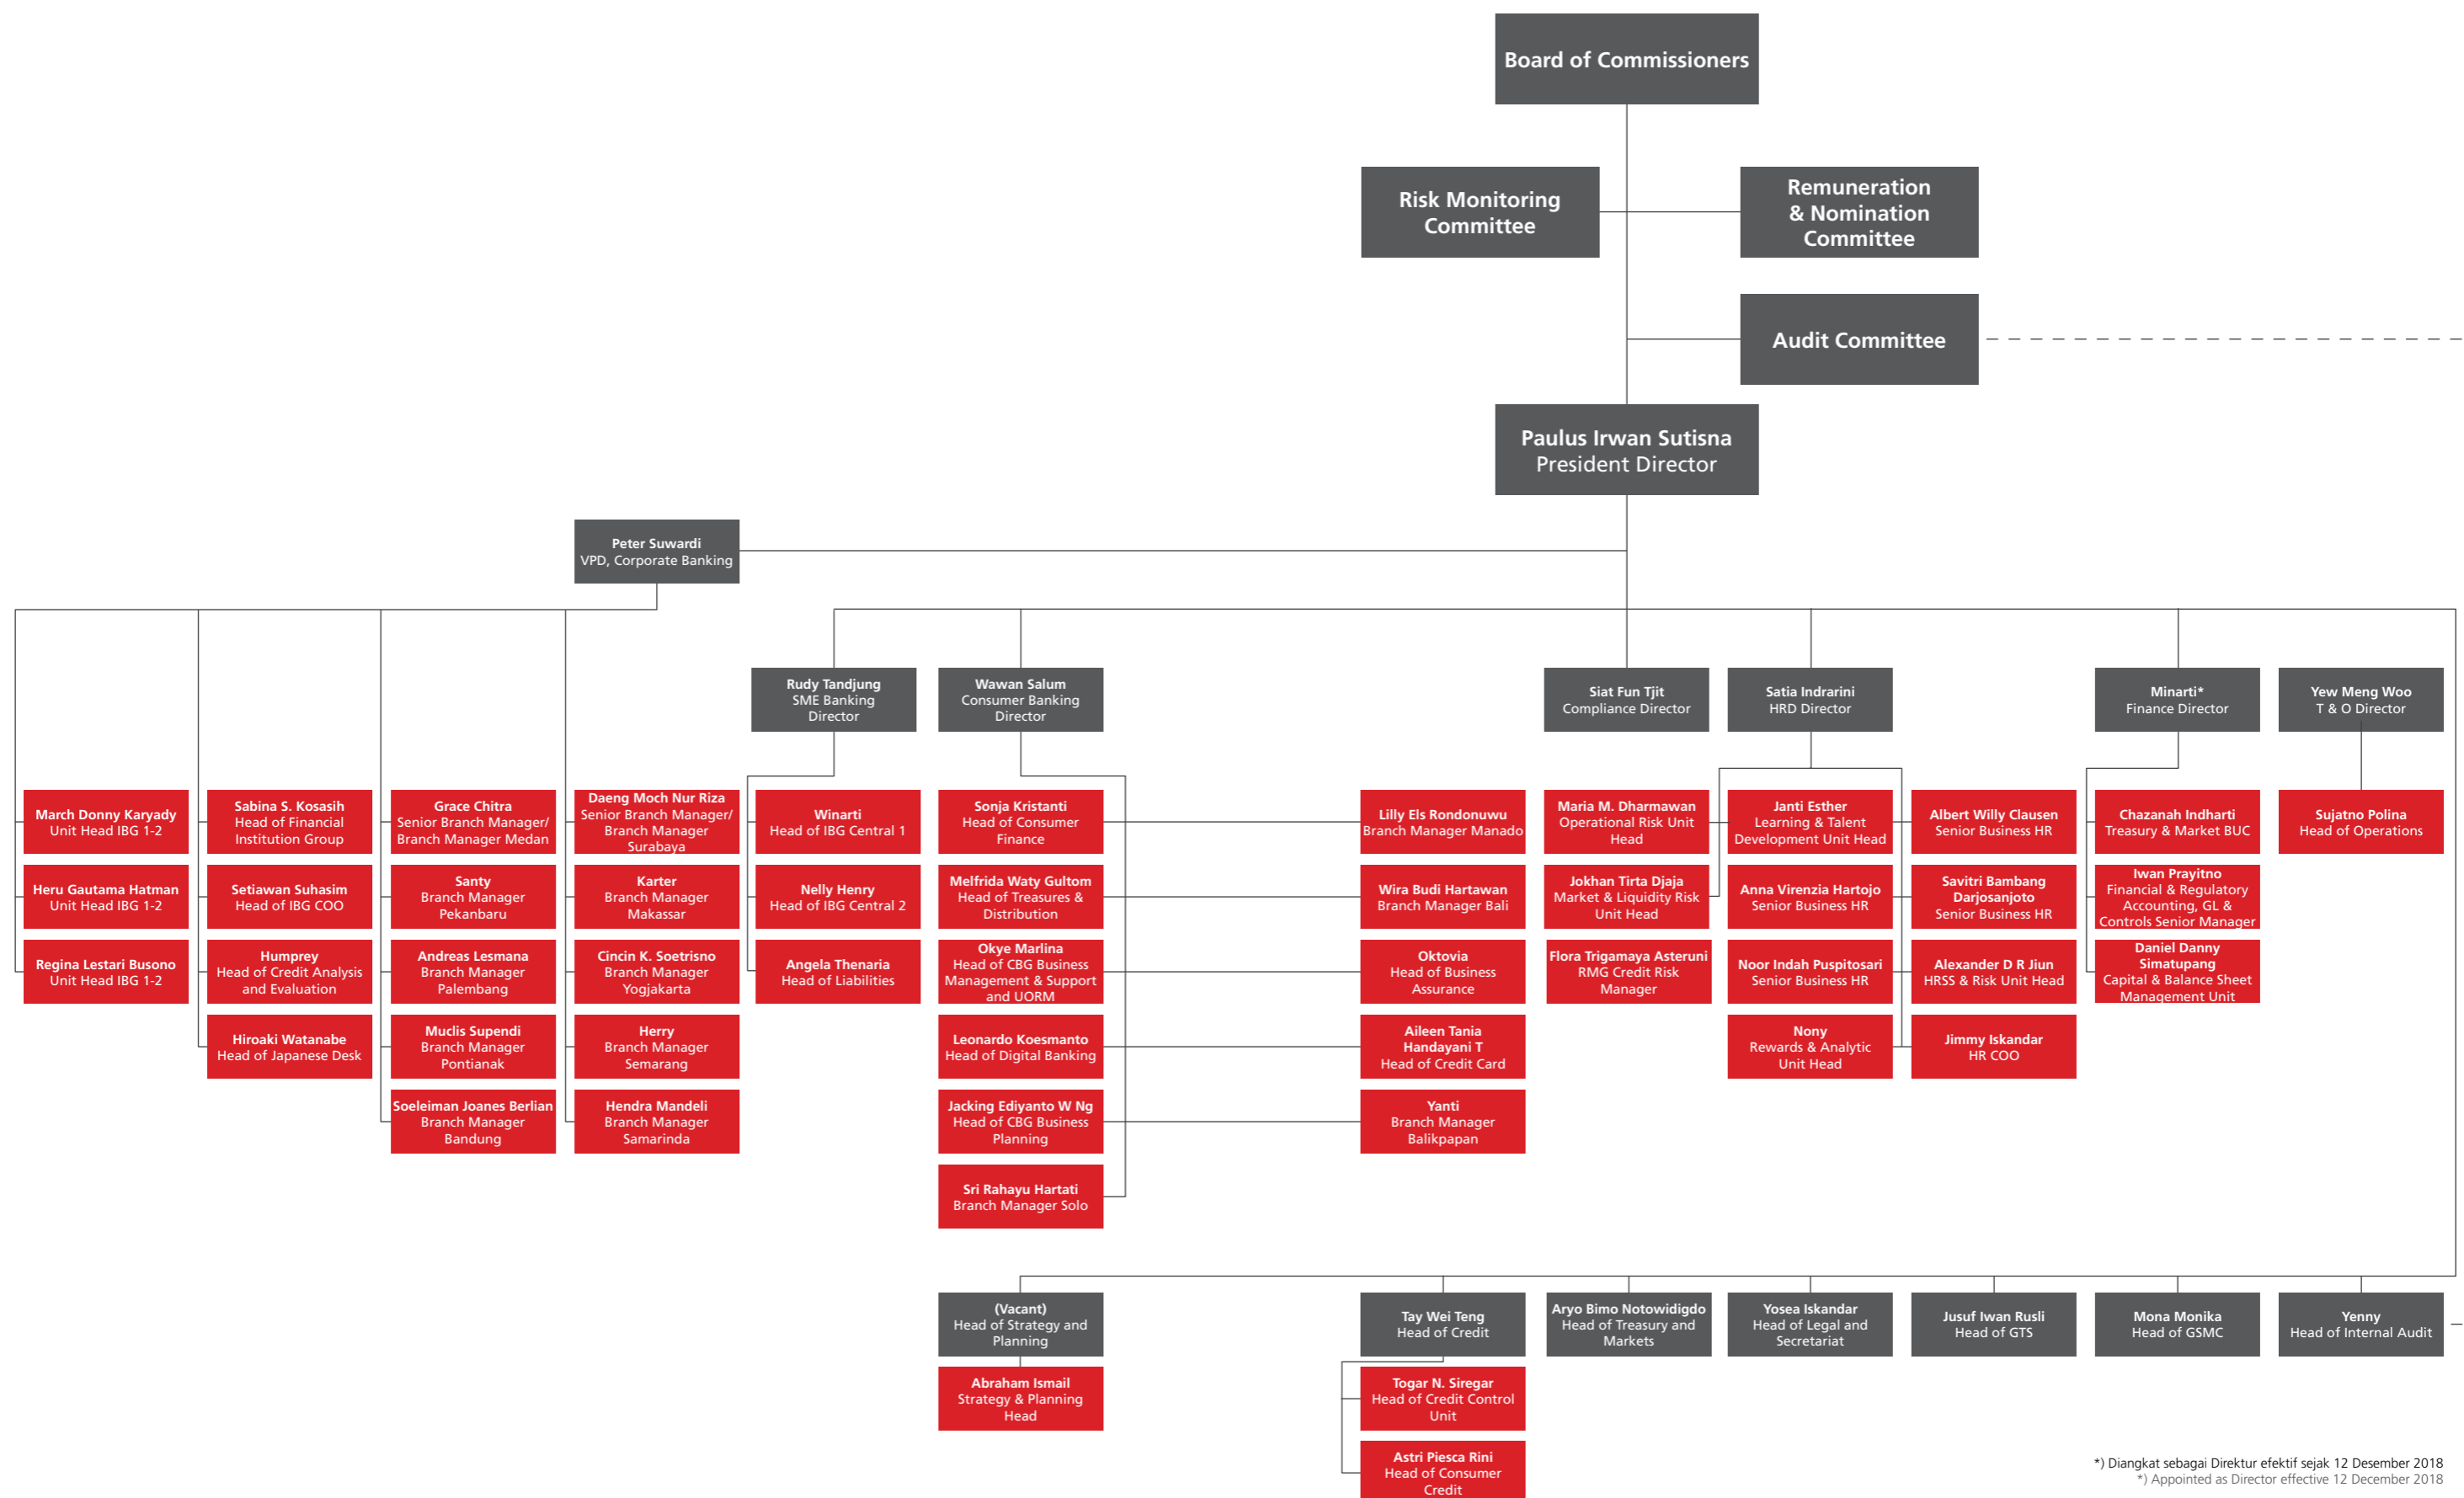 Board of Commissioners
Risk Monitoring
Committee
Remuneration
& Nomination
Committee
Audit Committee
Paulus Irwan Sutisna
President Director
Peter Suwardi
VPD, Corporate Banking
Rudy Tandjung
SME Banking
Director
Wawan Salum
Consumer Banking
Director
Siat Fun Tjit
Compliance Director
Satia Indrarini
HRD Director
Minarti*
Finance Director
Yew Meng Woo
T & O Director
March Donny Karyady
Unit Head IBG 1-2
Heru Gautama Hatman
Unit Head IBG 1-2
Regina Lestari Busono
Unit Head IBG 1-2
Sabina S. Kosasih
Head of Financial
Institution Group
Setiawan Suhasim
Head of IBG COO
Humprey
Head of Credit Analysis
and Evaluation
Hiroaki Watanabe
Head of Japanese Desk
Grace Chitra
Senior Branch Manager/
Branch Manager Medan
Santy
Branch Manager
Pekanbaru
Andreas Lesmana
Branch Manager
Palembang
Muclis Supendi
Branch Manager
Pontianak
Soeleiman Joanes Berlian
Branch Manager
Bandung
Daeng Moch Nur Riza
Senior Branch Manager/
Branch Manager
Surabaya
Karter
Branch Manager
Makassar
Cincin K. Soetrisno
Branch Manager
Yogjakarta
Herry
Branch Manager
Semarang
Hendra Mandeli
Branch Manager
Samarinda
Winarti
Head of IBG Central 1
Nelly Henry
Head of IBG Central 2
Angela Thenaria
Head of Liabilities
Sonja Kristanti
Head of Consumer
Finance
Melfrida Waty Gultom
Head of Treasures &
Distribution
Okye Marlina
Head of CBG Business
Management & Support
and UORM
Leonardo Koesmanto
Head of Digital Banking
Jacking Ediyanto W Ng
Head of CBG Business
Planning
Sri Rahayu Hartati
Branch Manager Solo
Lilly Els Rondonuwu
Branch Manager Manado
Wira Budi Hartawan
Branch Manager Bali
Oktovia
Head of Business
Assurance
Aileen Tania
Handayani T
Head of Credit Card
Yanti
Branch Manager
Balikpapan
Maria M. Dharmawan
Operational Risk Unit
Head
Jokhan Tirta Djaja
Market & Liquidity Risk
Unit Head
Flora Trigamaya Asteruni
RMG Credit Risk
Manager
Janti Esther
Learning & Talent
Development Unit Head
Anna Virenzia Hartojo
Senior Business HR
Noor Indah Puspitosari
Senior Business HR
Nony
Rewards & Analytic
Unit Head
Albert Willy Clausen
Senior Business HR
Savitri Bambang
Darjosanjoto
Senior Business HR
Alexander D R Jiun
HRSS & Risk Unit Head
Jimmy Iskandar
HR COO
Chazanah Indharti
Treasury & Market BUC
Iwan Prayitno
Financial & Regulatory
Accounting, GL &
Controls Senior Manager
Daniel Danny
Simatupang
Capital & Balance Sheet
Management Unit
Sujatno Polina
Head of Operations
(Vacant)
Head of Strategy and
Planning
Abraham Ismail
Strategy & Planning
Head
Tay Wei Teng
Head of Credit
Togar N. Siregar
Head of Credit Control
Unit
Astri Piesca Rini
Head of Consumer
Credit
Aryo Bimo Notowidigdo
Head of Treasury and
Markets
Yosea Iskandar
Head of Legal and
Secretariat
Jusuf Iwan Rusli
Head of GTS
Mona Monika
Head of GSMC
Yenny
Head of Internal Audit
*) Diangkat sebagai Direktur efektif sejak 12 Desember 2018
*) Appointed as Director effective 12 December 2018